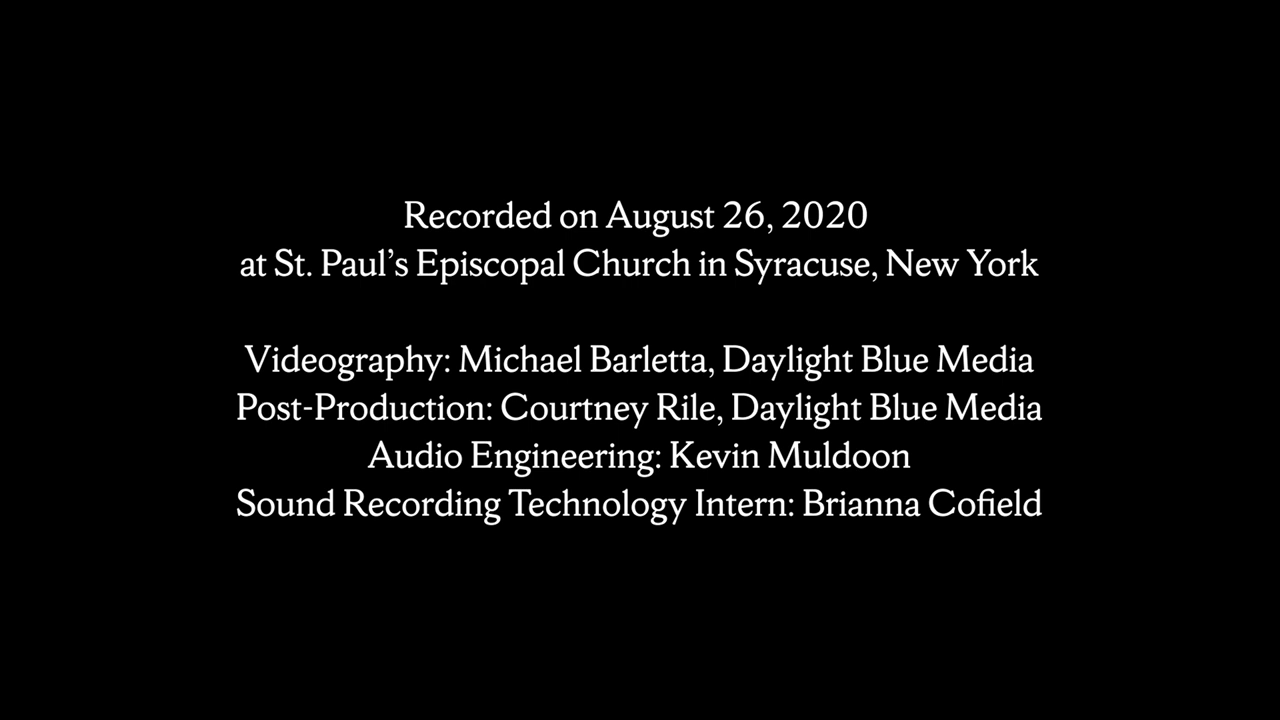 Recorded on August 26, 2020
at St. Paul’s Episcopal Church in Syracuse, New York
Videography: Michael Barletta, Daylight Blue Media
Post-Production: Courtney Rile, Daylight Blue Media
Audio Engineering: Kevin Muldoon
Sound Recording Technology Intern: Brianna Cofield